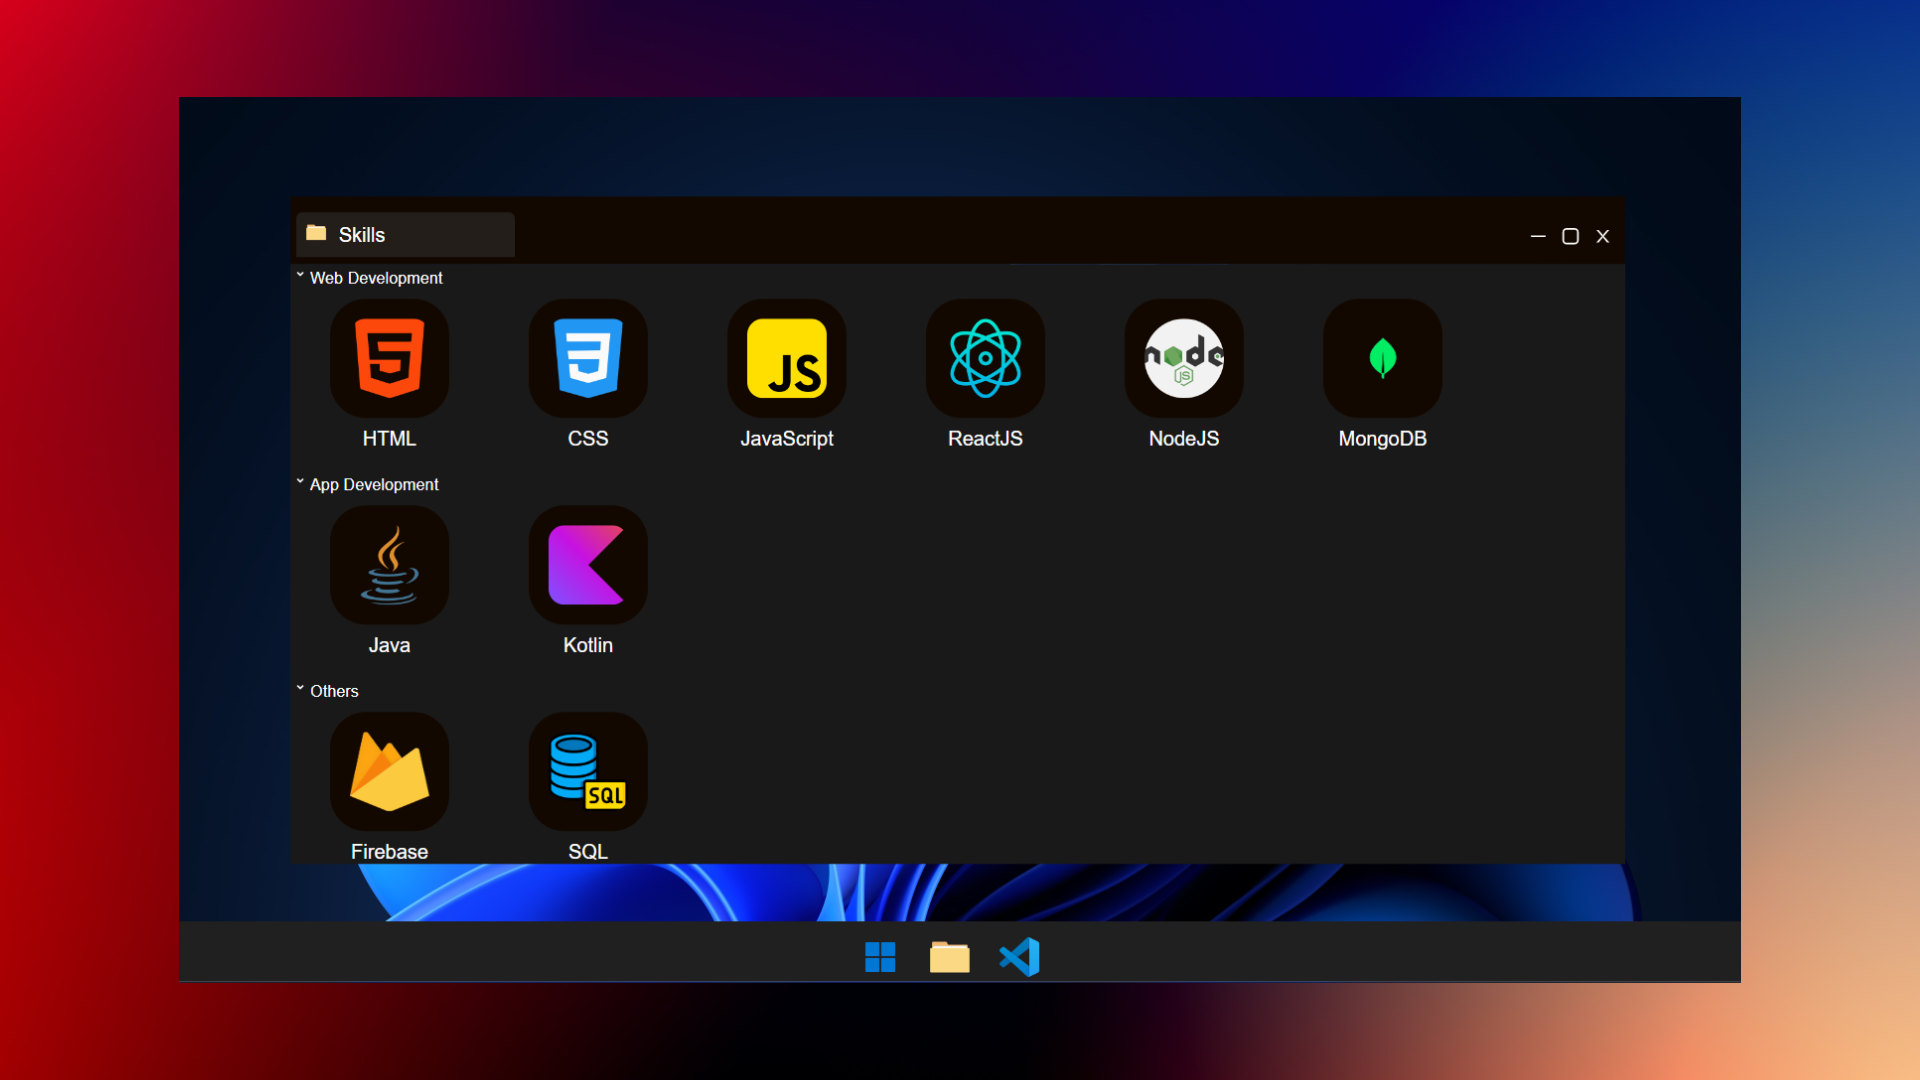 Skills
Web Development
JS
node
JS
HTML CSS JavaScript ReactJS NodeJS MongoDB
App Development
Java Kotlin
Others
SQL
Firebase SQL